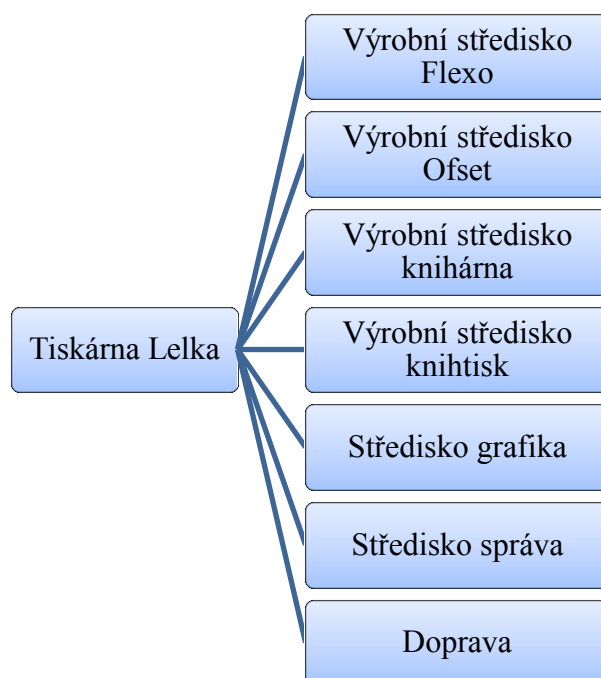 Výrobní středisko
Flexo
Výrobní středisko
Ofset
Výrobní středisko
knihárna
Tiskárna Lelka
Výrobní středisko
knihtisk
Středisko grafika
Středisko správa
Doprava